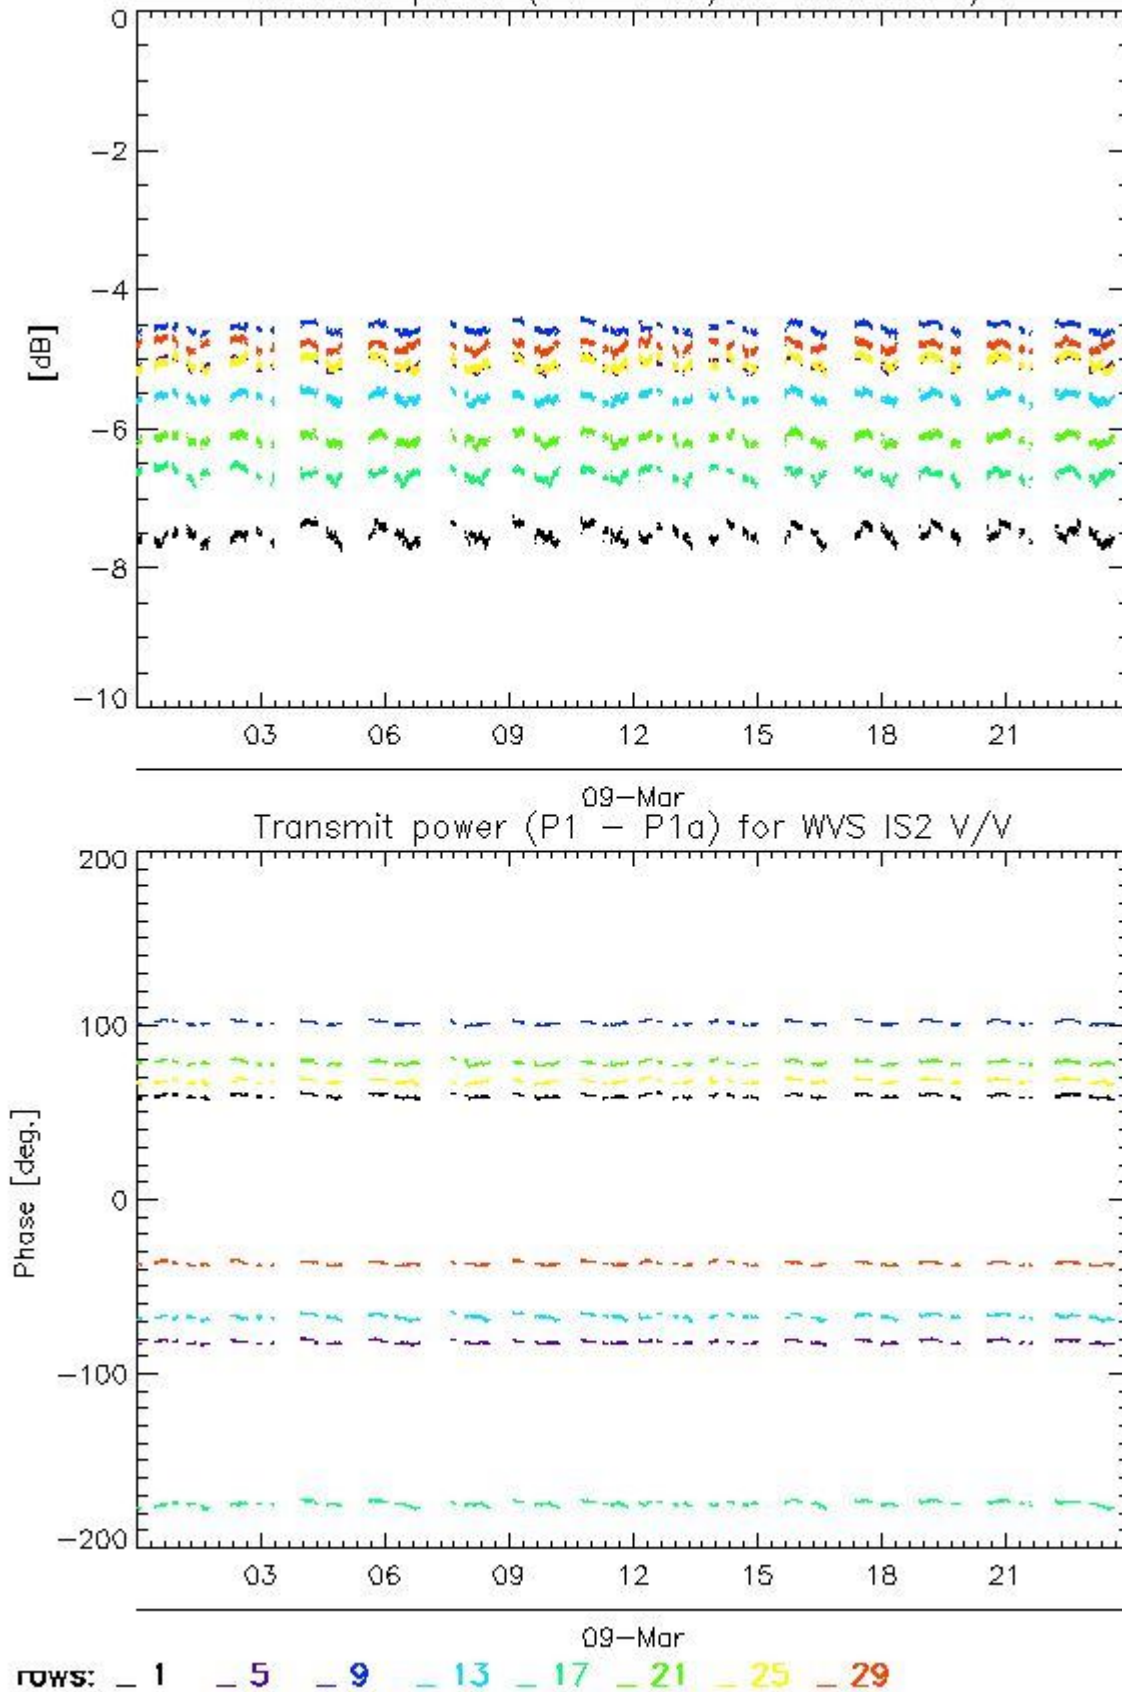 0
-2
-4
[dB]
-6
-8
-10
03 06 09 12 15 18 21
09-Mar
Transmit power (P1 - P1a) for WVS IS2 V/V
200
100
Phase [deg.]
0
-100
-200
03 06 09 12 15 18 21
09-Mar
rows: _ 1 _ 5 _ 9 _ 13 _ 17 _ 21 _ 25 _ 29